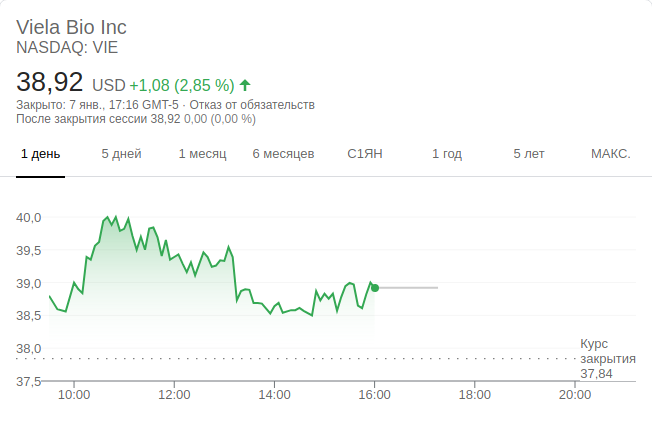 Viela Bio Inc
NASDAQ: VIE
38,92 USD +1,08 (2,85 %)
Закрыто: 7 янв., 17:16 GMT-5 · Отказ от обязательств
После закрытия сессии 38,92 0,00 (0,00 %)
1 день 5 дней 1 месяц 6 месяцев С1ЯН 1 год 5 лет МАКС.
40,0
39,5
39,0
38,5
38,0
Курс
закрытия
37,84
37,5
10:00 12:00 14:00 16:00 18:00 20:00